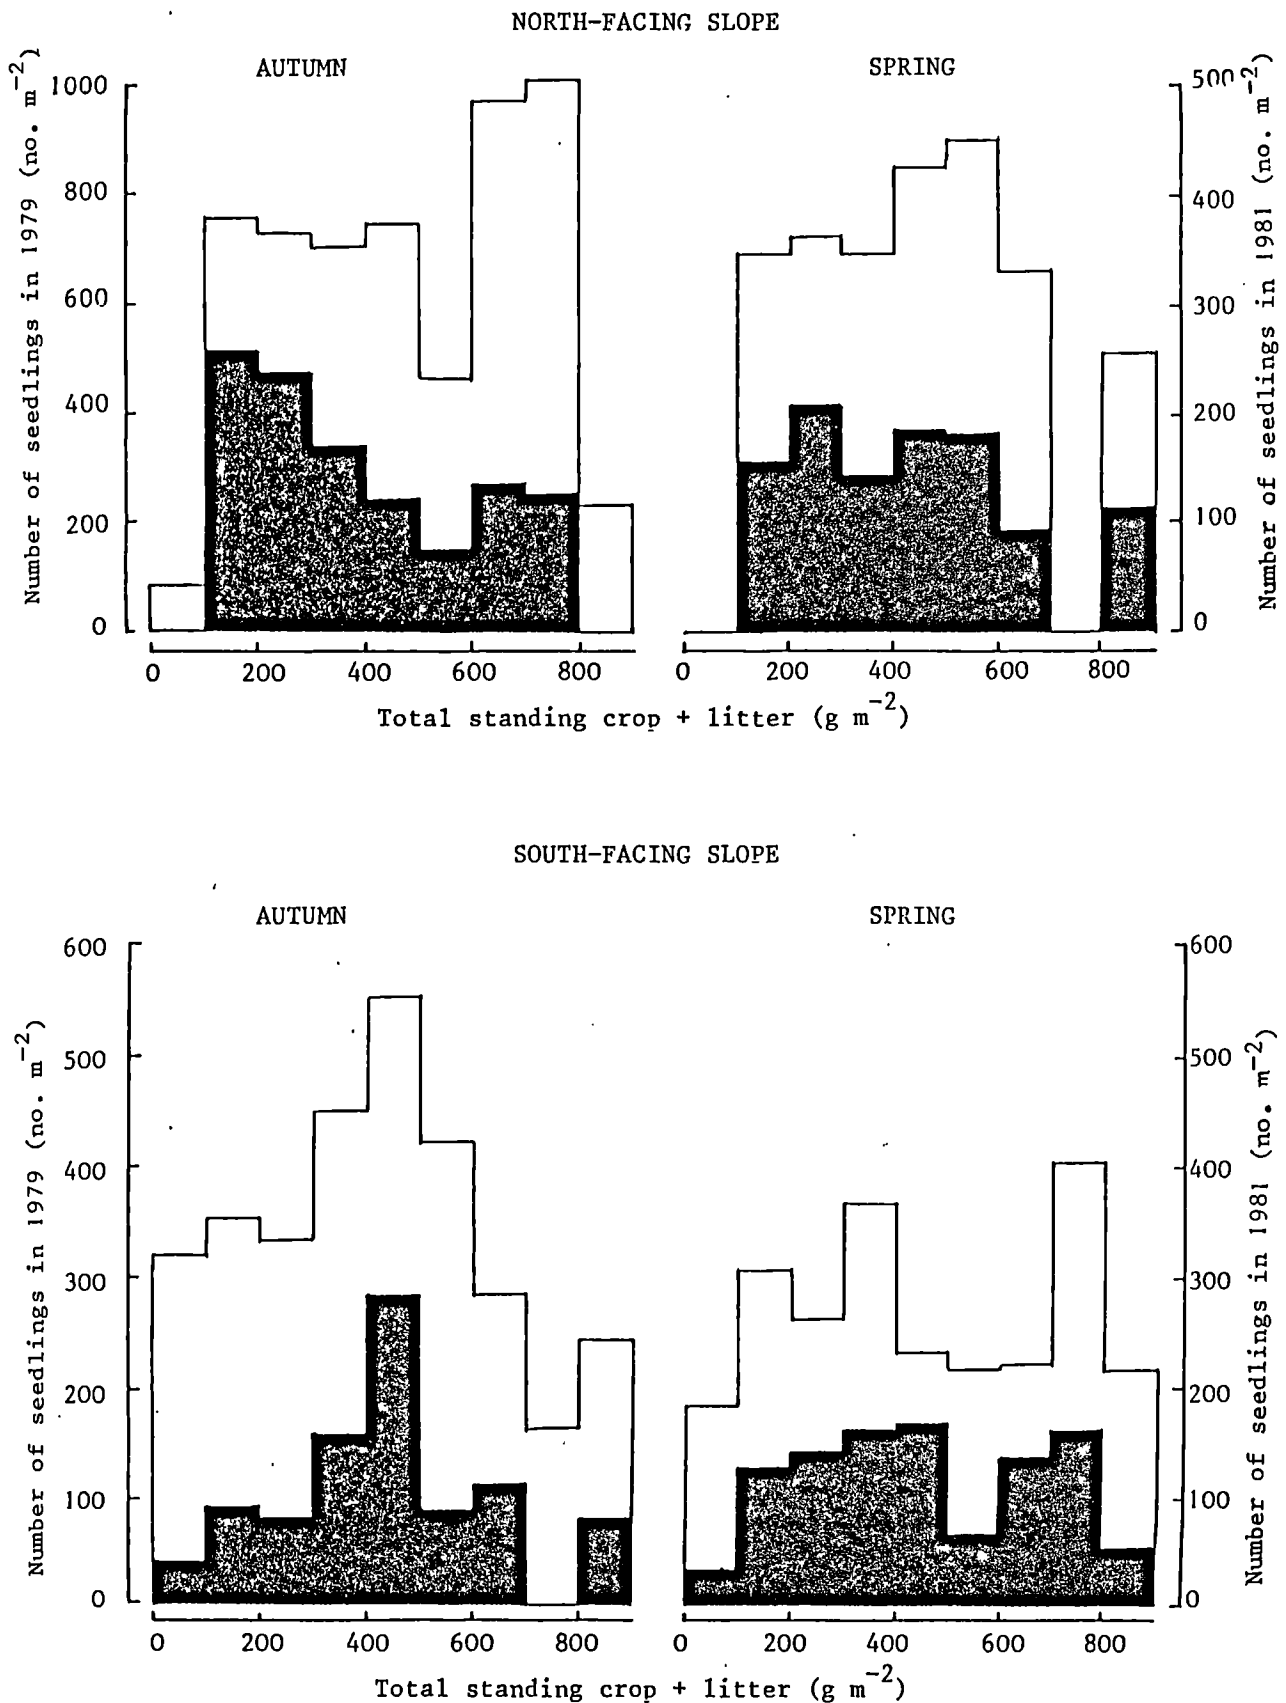 NORTH-FACING SLOPE
AUTUMN
SPRING
Number of seedlings in 1979 (no. m⁻²)
1000
800
600
400
200
0
0 200 400 600 800
500
400
300
200
100
0
Number of seedlings in 1981 (no. m⁻²)
0 200 400 600 800
Total standing crop + litter (g m⁻²)
SOUTH-FACING SLOPE
AUTUMN
SPRING
Number of seedlings in 1979 (no. m⁻²)
600
500
400
300
200
100
0
0 200 400 600 800
600
500
400
300
200
100
0
Number of seedlings in 1981 (no. m⁻²)
0 200 400 600 800
Total standing crop + litter (g m⁻²)